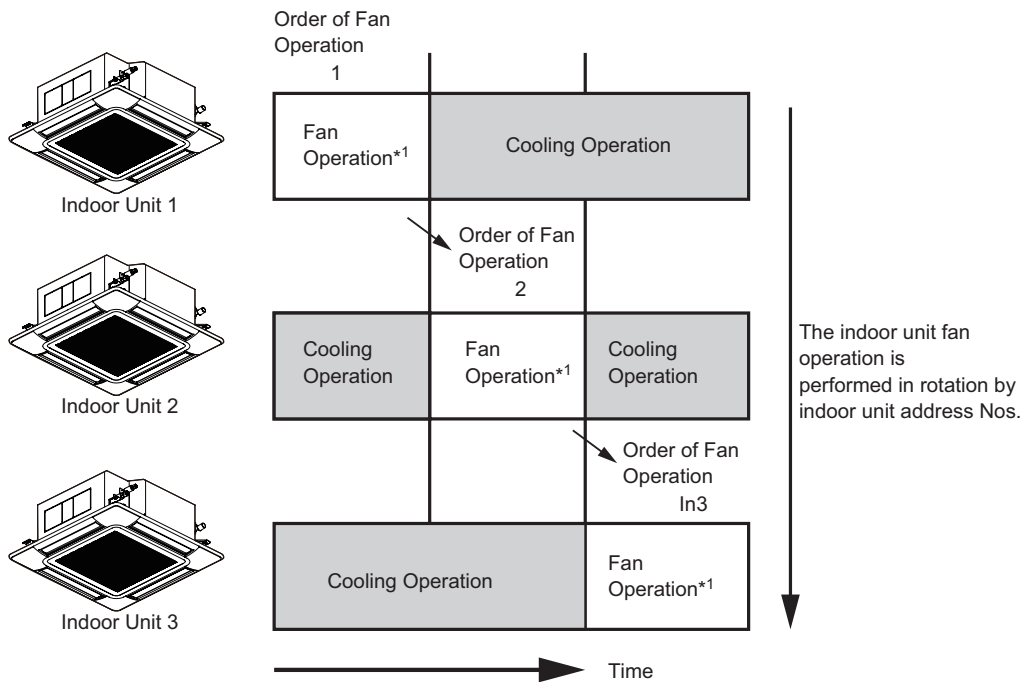 Order of Fan
Operation
1
Fan
Operation*1
Cooling Operation
Indoor Unit 1
Order of Fan
Operation
2
Cooling
Operation
Fan
Operation*1
Cooling
Operation
Indoor Unit 2
The indoor unit fan
operation is
performed in rotation by
indoor unit address Nos.
Order of Fan
Operation
In3
Cooling Operation
Fan
Operation*1
Indoor Unit 3
Time